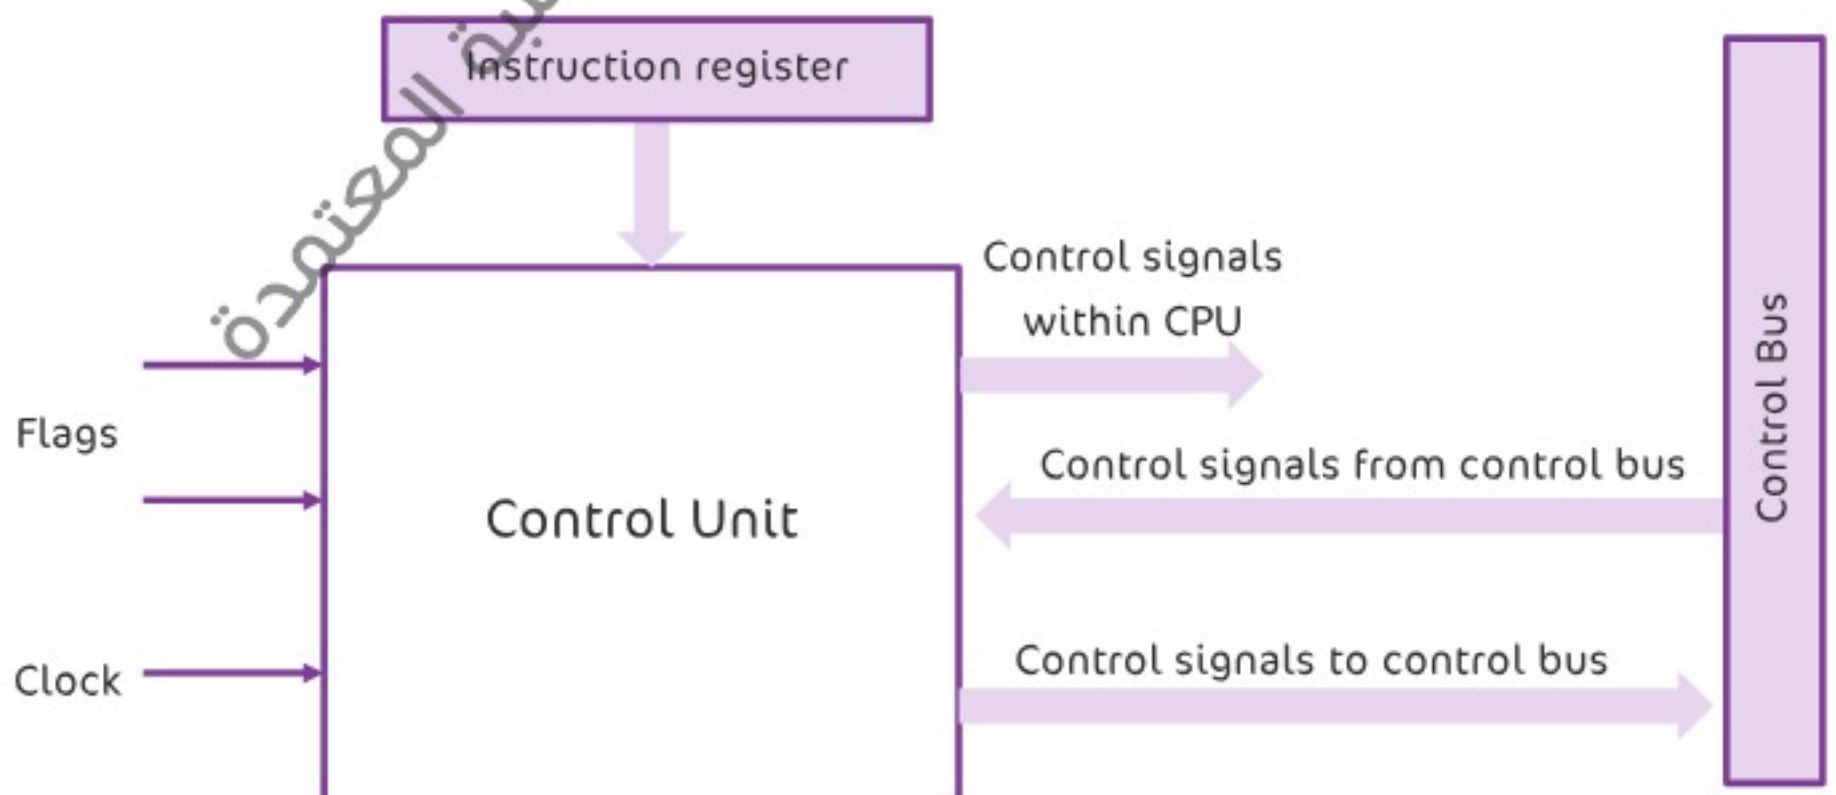 Instruction register
Control signals
within CPU
Flags
Control signals from control bus
Control Unit
Control Bus
Control signals to control bus
Clock
المعتمدة